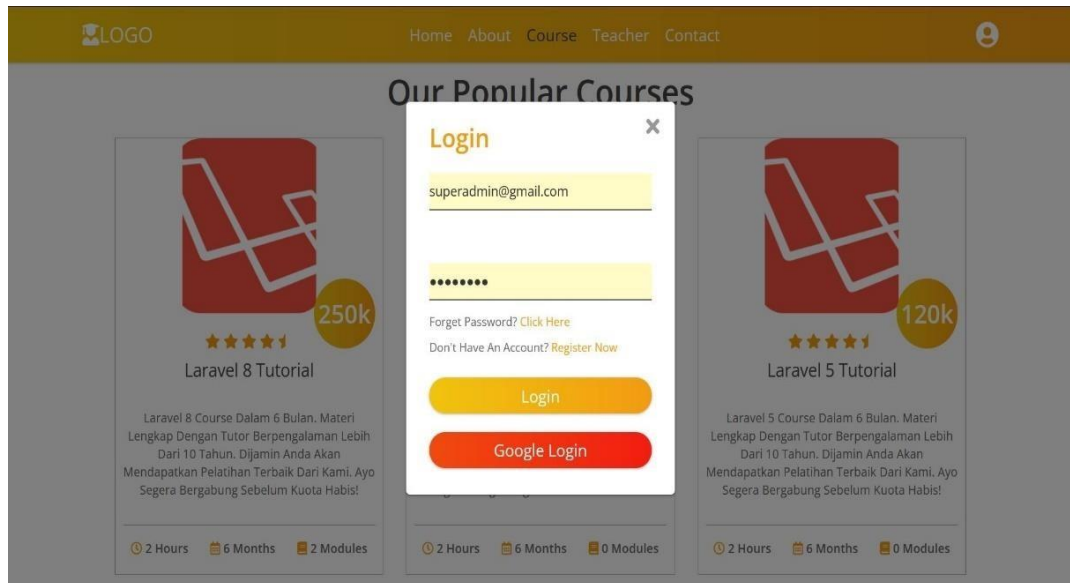 LOGO
Home About Course Teacher Contact
Our Popular Courses
Login
superadmin@gmail.com
Forget Password? Click Here
Don't Have An Account? Register Now
Login
Google Login
250k
Laravel 8 Tutorial
Laravel 8 Course Dalam 6 Bulan. Materi
Lengkap Dengan Tutor Berpengalaman Lebih
Dari 10 Tahun. Dijamin Anda Akan
Mendapatkan Pelatihan Terbaik Dari Kami. Ayo
Segera Bergabung Sebelum Kuota Habis!
2 Hours 6 Months 2 Modules
2 Hours 6 Months 0 Modules
120k
Laravel 5 Tutorial
Laravel 5 Course Dalam 6 Bulan. Materi
Lengkap Dengan Tutor Berpengalaman Lebih
Dari 10 Tahun. Dijamin Anda Akan
Mendapatkan Pelatihan Terbaik Dari Kami. Ayo
Segera Bergabung Sebelum Kuota Habis!
2 Hours 6 Months 0 Modules